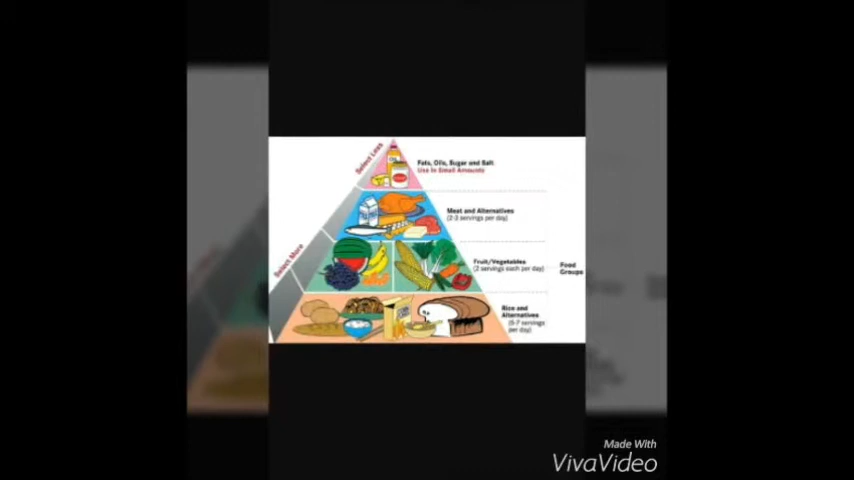 Select Less
Fats, Oils, Sugar and Salt
Use in Small Amounts
Meat and Alternatives
(2-3 servings per day)
Select More
Fruit/Vegetables
(2 servings each per day)
Food
Groups
Rice and
Alternatives
(5-7 servings
per day)
Made With
VivaVideo